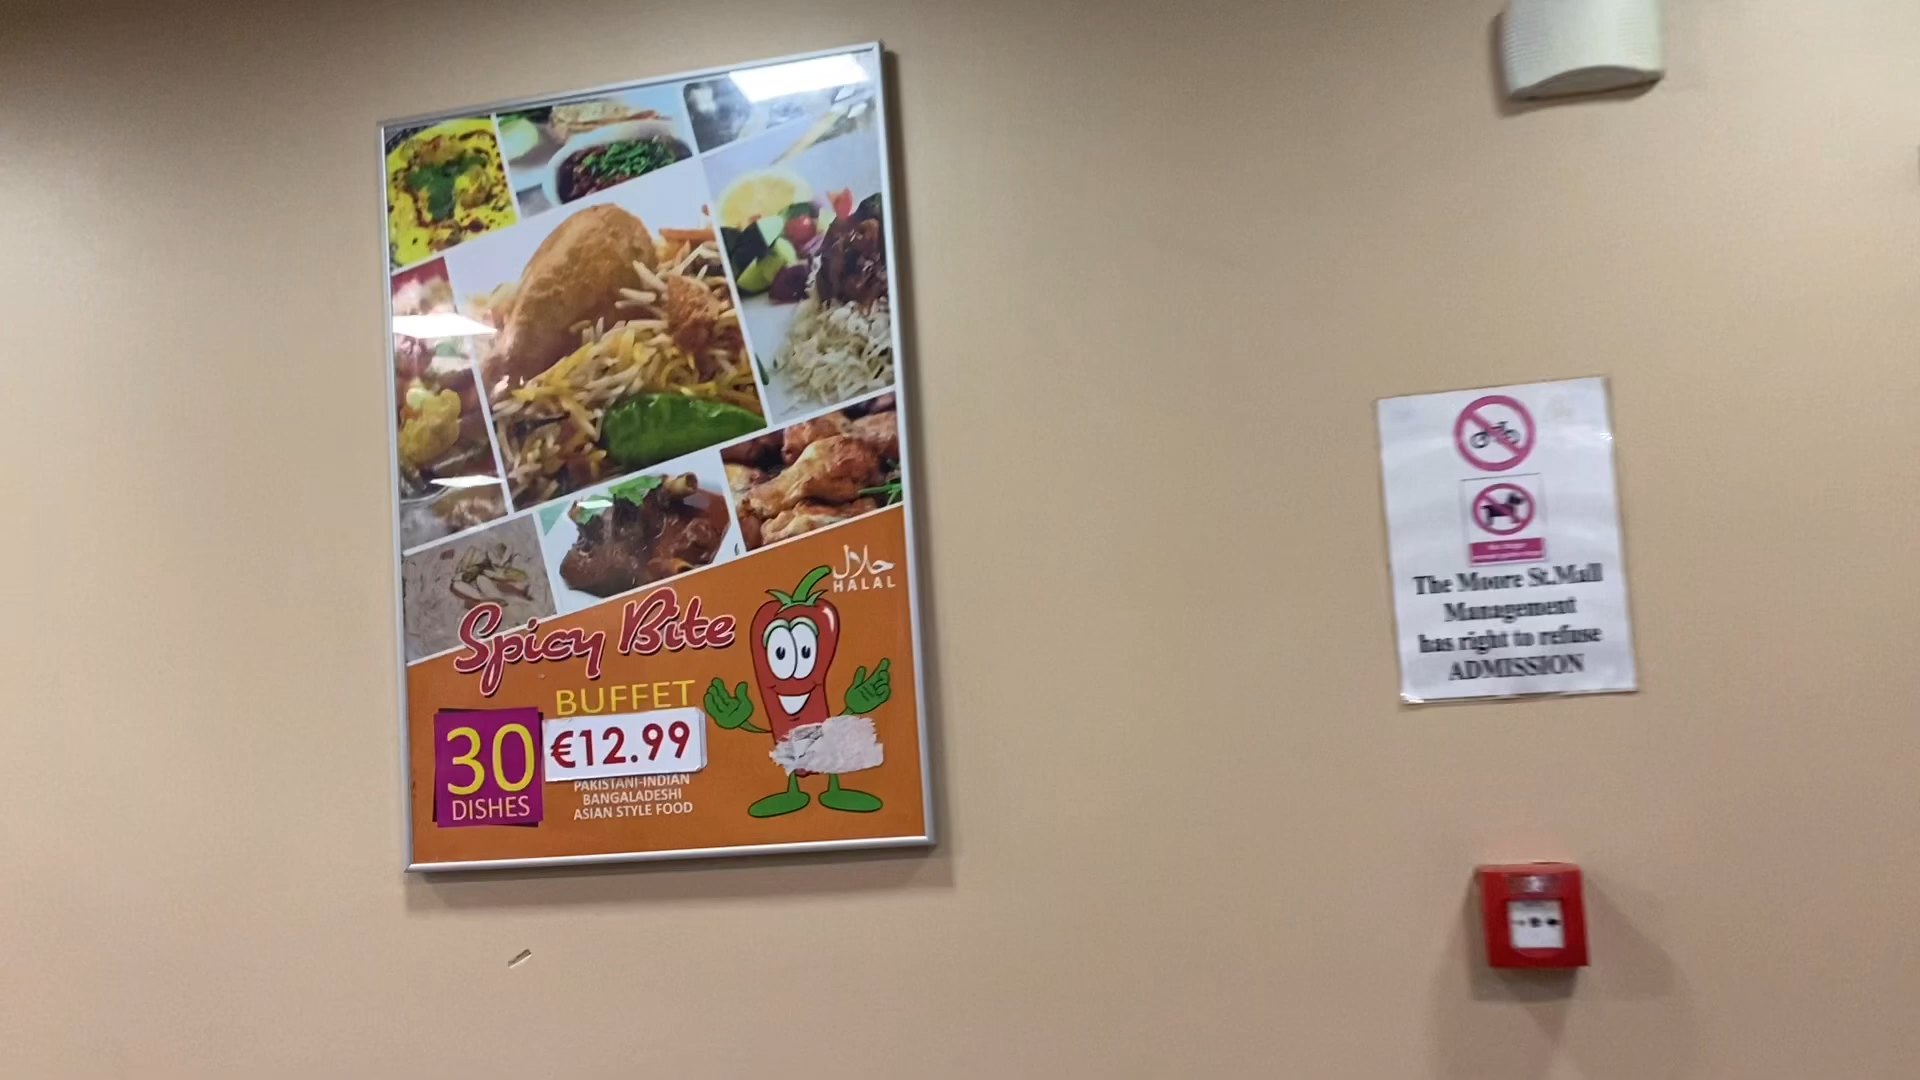 حلال
HALAL
Spicy Bite
BUFFET
30
DISHES
€12.99
PAKISTANI-INDIAN
BANGALADESHI
ASIAN STYLE FOOD
The Moore St.Mall
Management
has right to refuse
ADMISSION